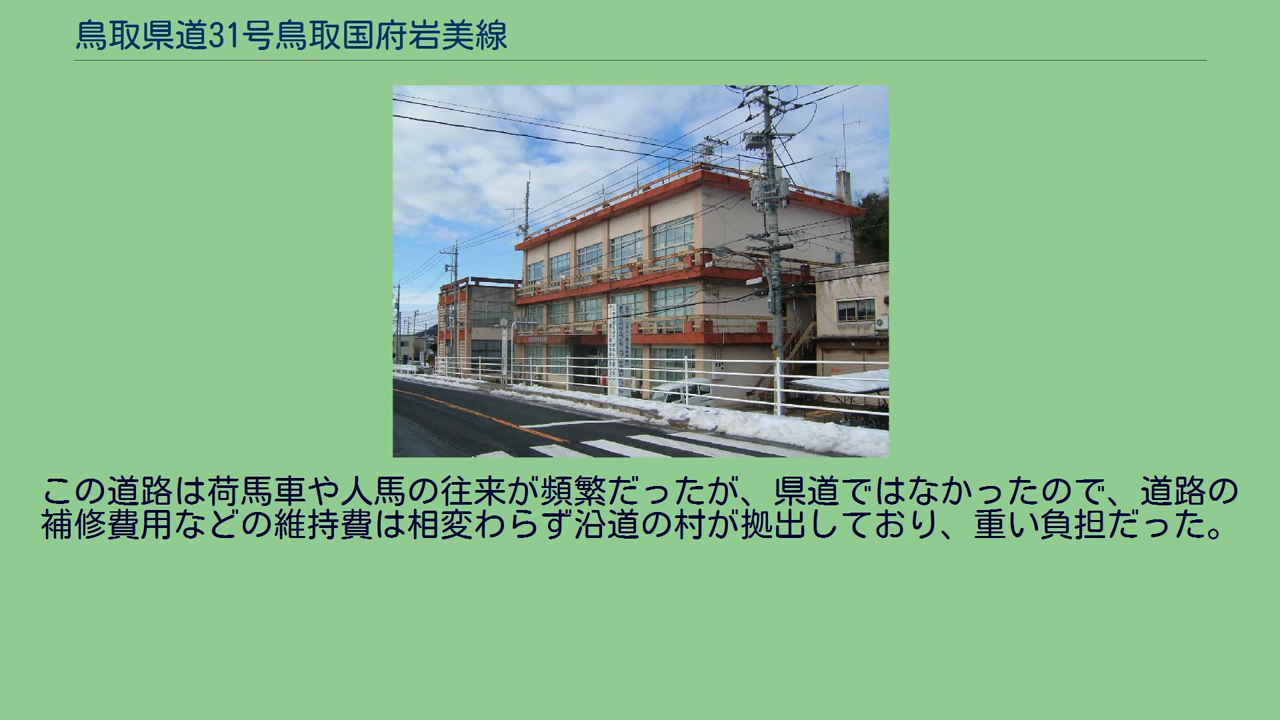 鳥取県道31号鳥取国府岩美線
この道路は荷馬車や人馬の往来が頻繁だったが、県道ではなかったので、道路の
補修費用などの維持費は相変わらず沿道の村が拠出しており、重い負担だった。